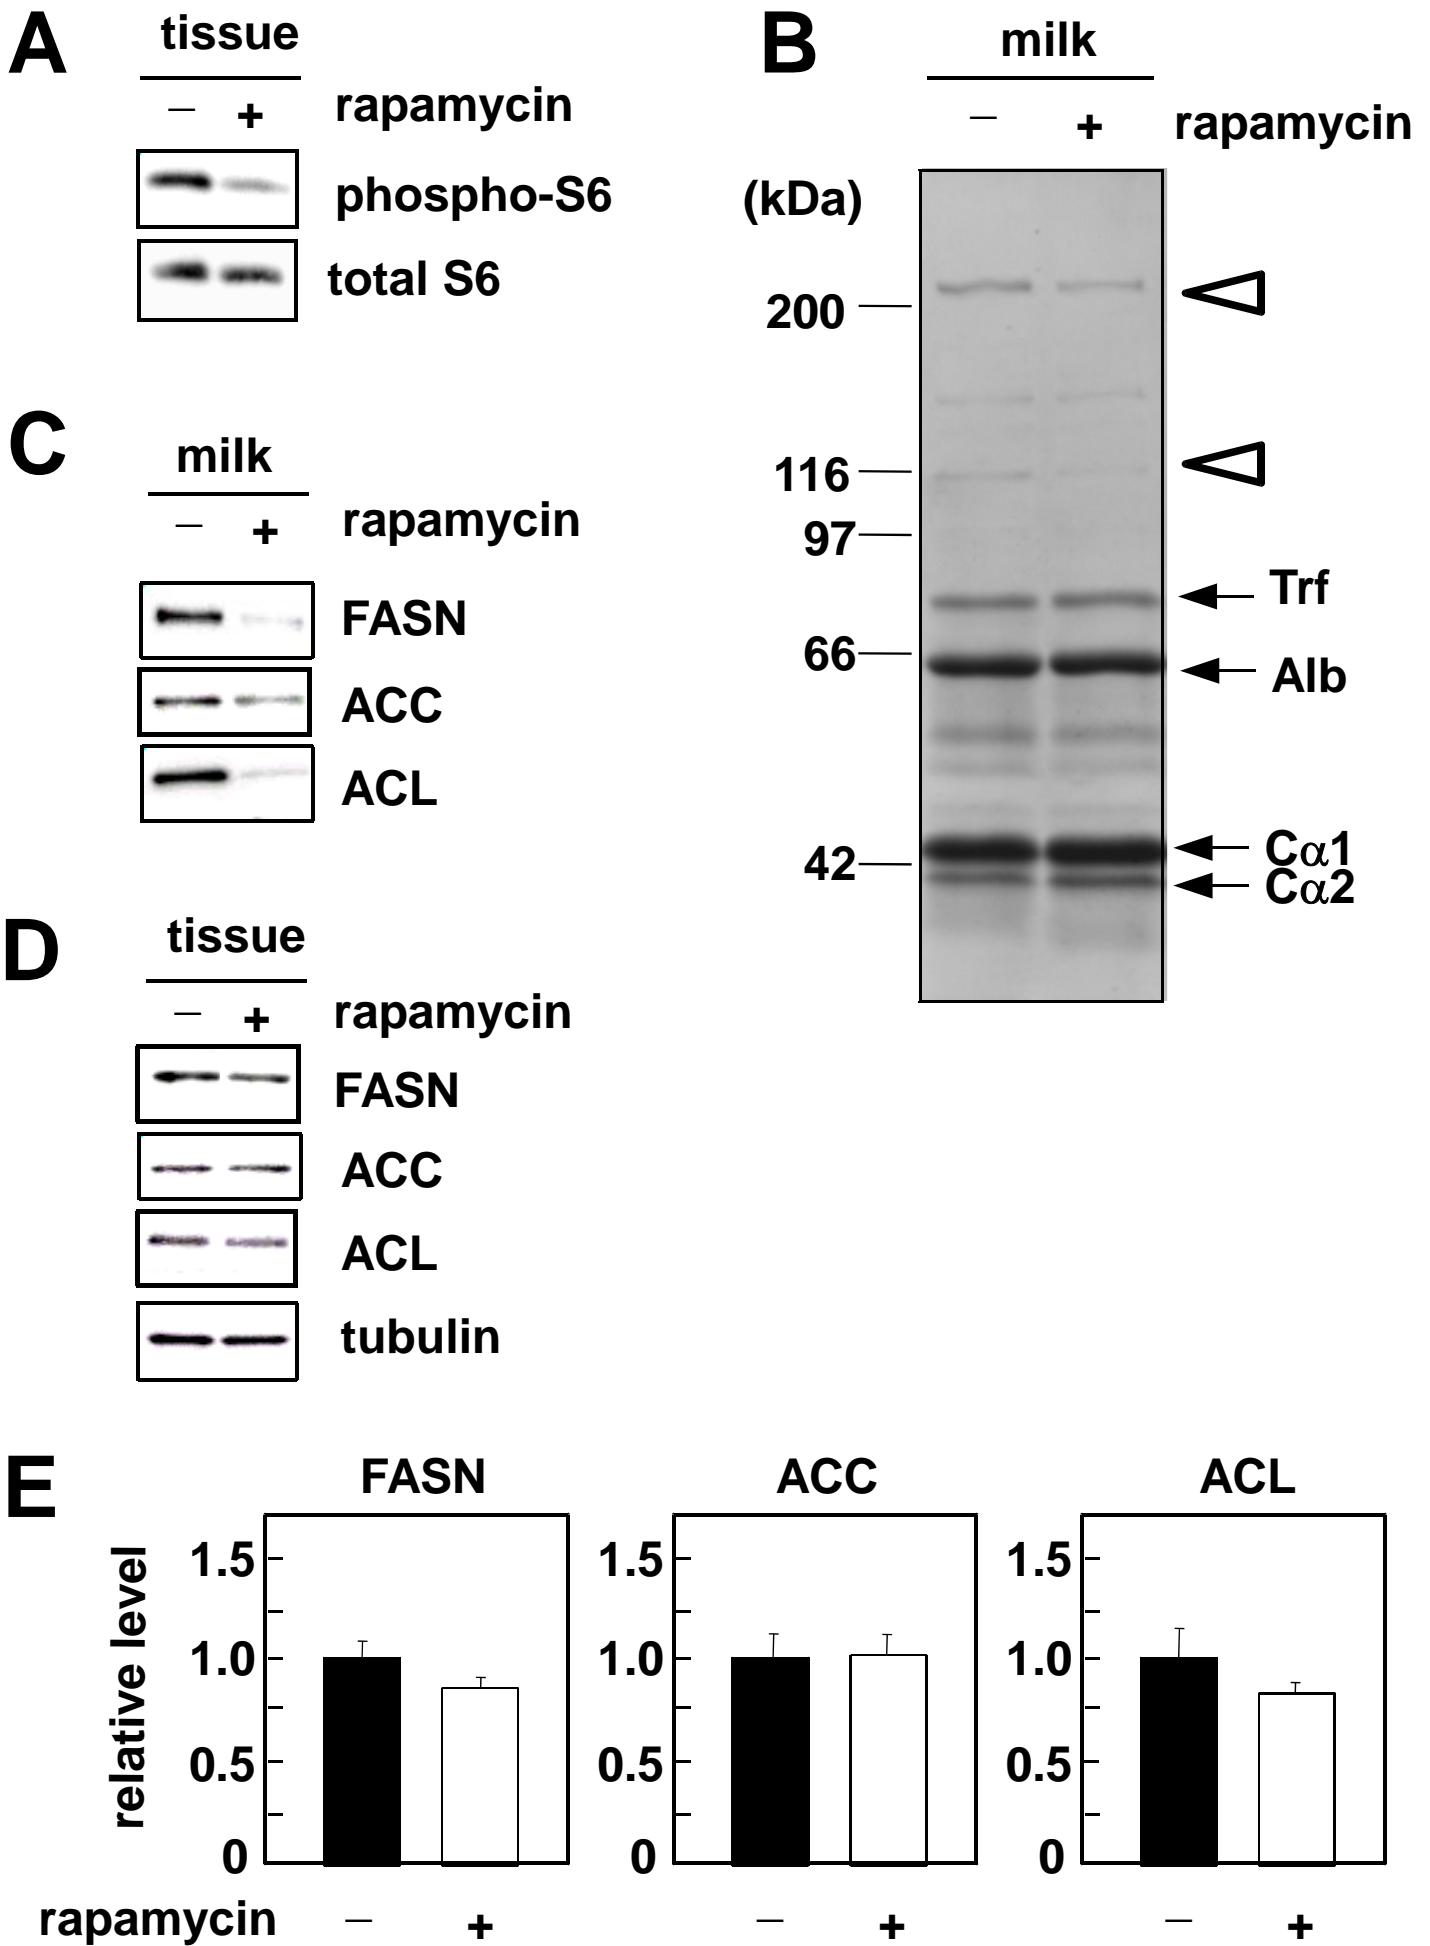 A
tissue
– + rapamycin
phospho-S6
total S6
B
milk
– + rapamycin
(kDa)
200
116
97
66
42
Trf
Alb
Cα1
Cα2
C
milk
– + rapamycin
FASN
ACC
ACL
D
tissue
– + rapamycin
FASN
ACC
ACL
tubulin
E
FASN ACC ACL
relative level
1.5 1.5 1.5
1.0 1.0 1.0
0.5 0.5 0.5
0 0 0
rapamycin – + – + – +